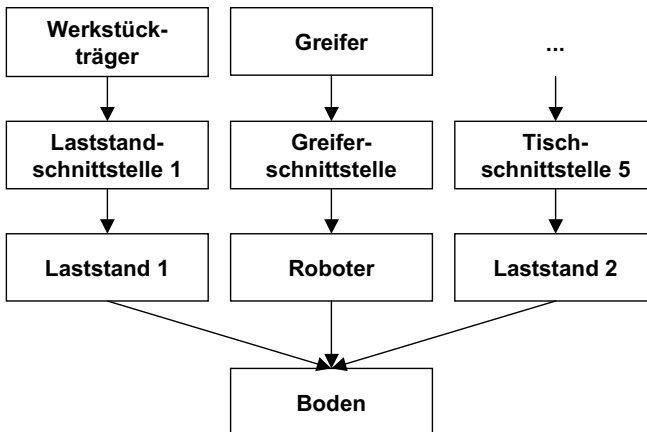 Werkstück-
träger
Greifer
...
Laststand-
schnittstelle 1
Greifer-
schnittstelle
Tisch-
schnittstelle 5
Laststand 1
Roboter
Laststand 2
Boden